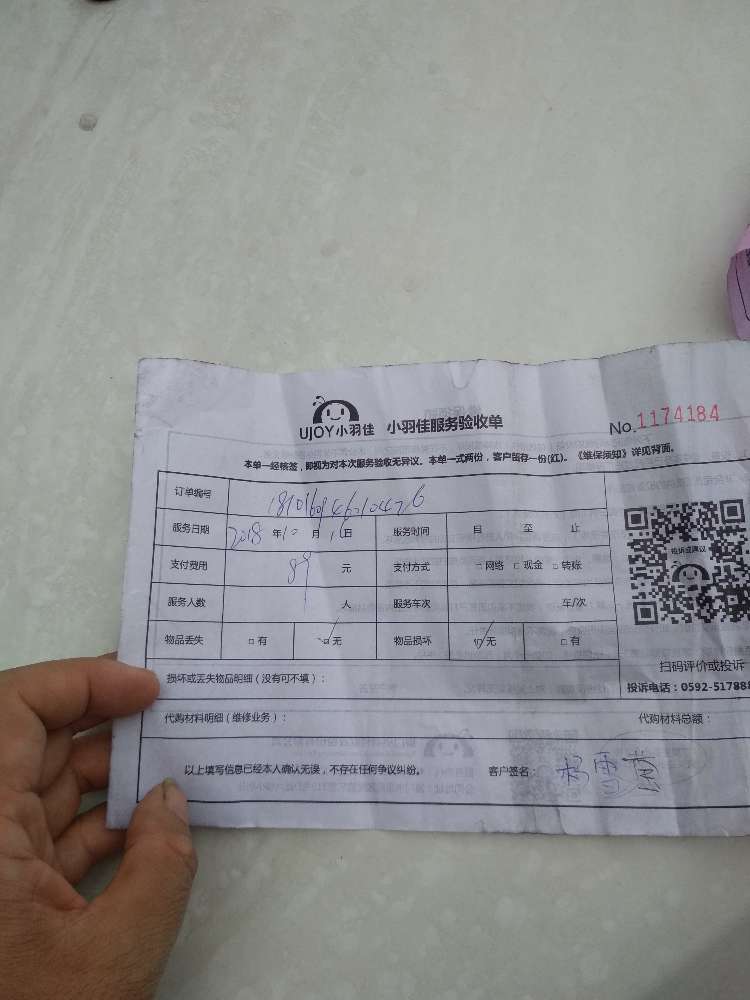 UJOY小羽佳 小羽佳服务验收单 No.1174184
本单一经核签，即视为对本次服务验收无异议。本单一式两份，客户留存一份(红)。《维保须知》详见背面。
订单编号
服务日期 2018 年 10 月 16 日 服务时间 自 至 止
支付费用 89 元 支付方式 □ 网络 □ 现金 □ 转账
服务人数 人 服务车次 车/次
物品丢失 □ 有 □ 无 物品损坏 □ 无 □ 有
投诉或建议
扫码评价或投诉
损坏或丢失物品明细（没有可不填）：
投诉电话：0592-51788
代购材料明细（维修业务）： 代购材料总额：
以上填写信息已经本人确认无误，不存在任何争议纠纷。 客户签名：